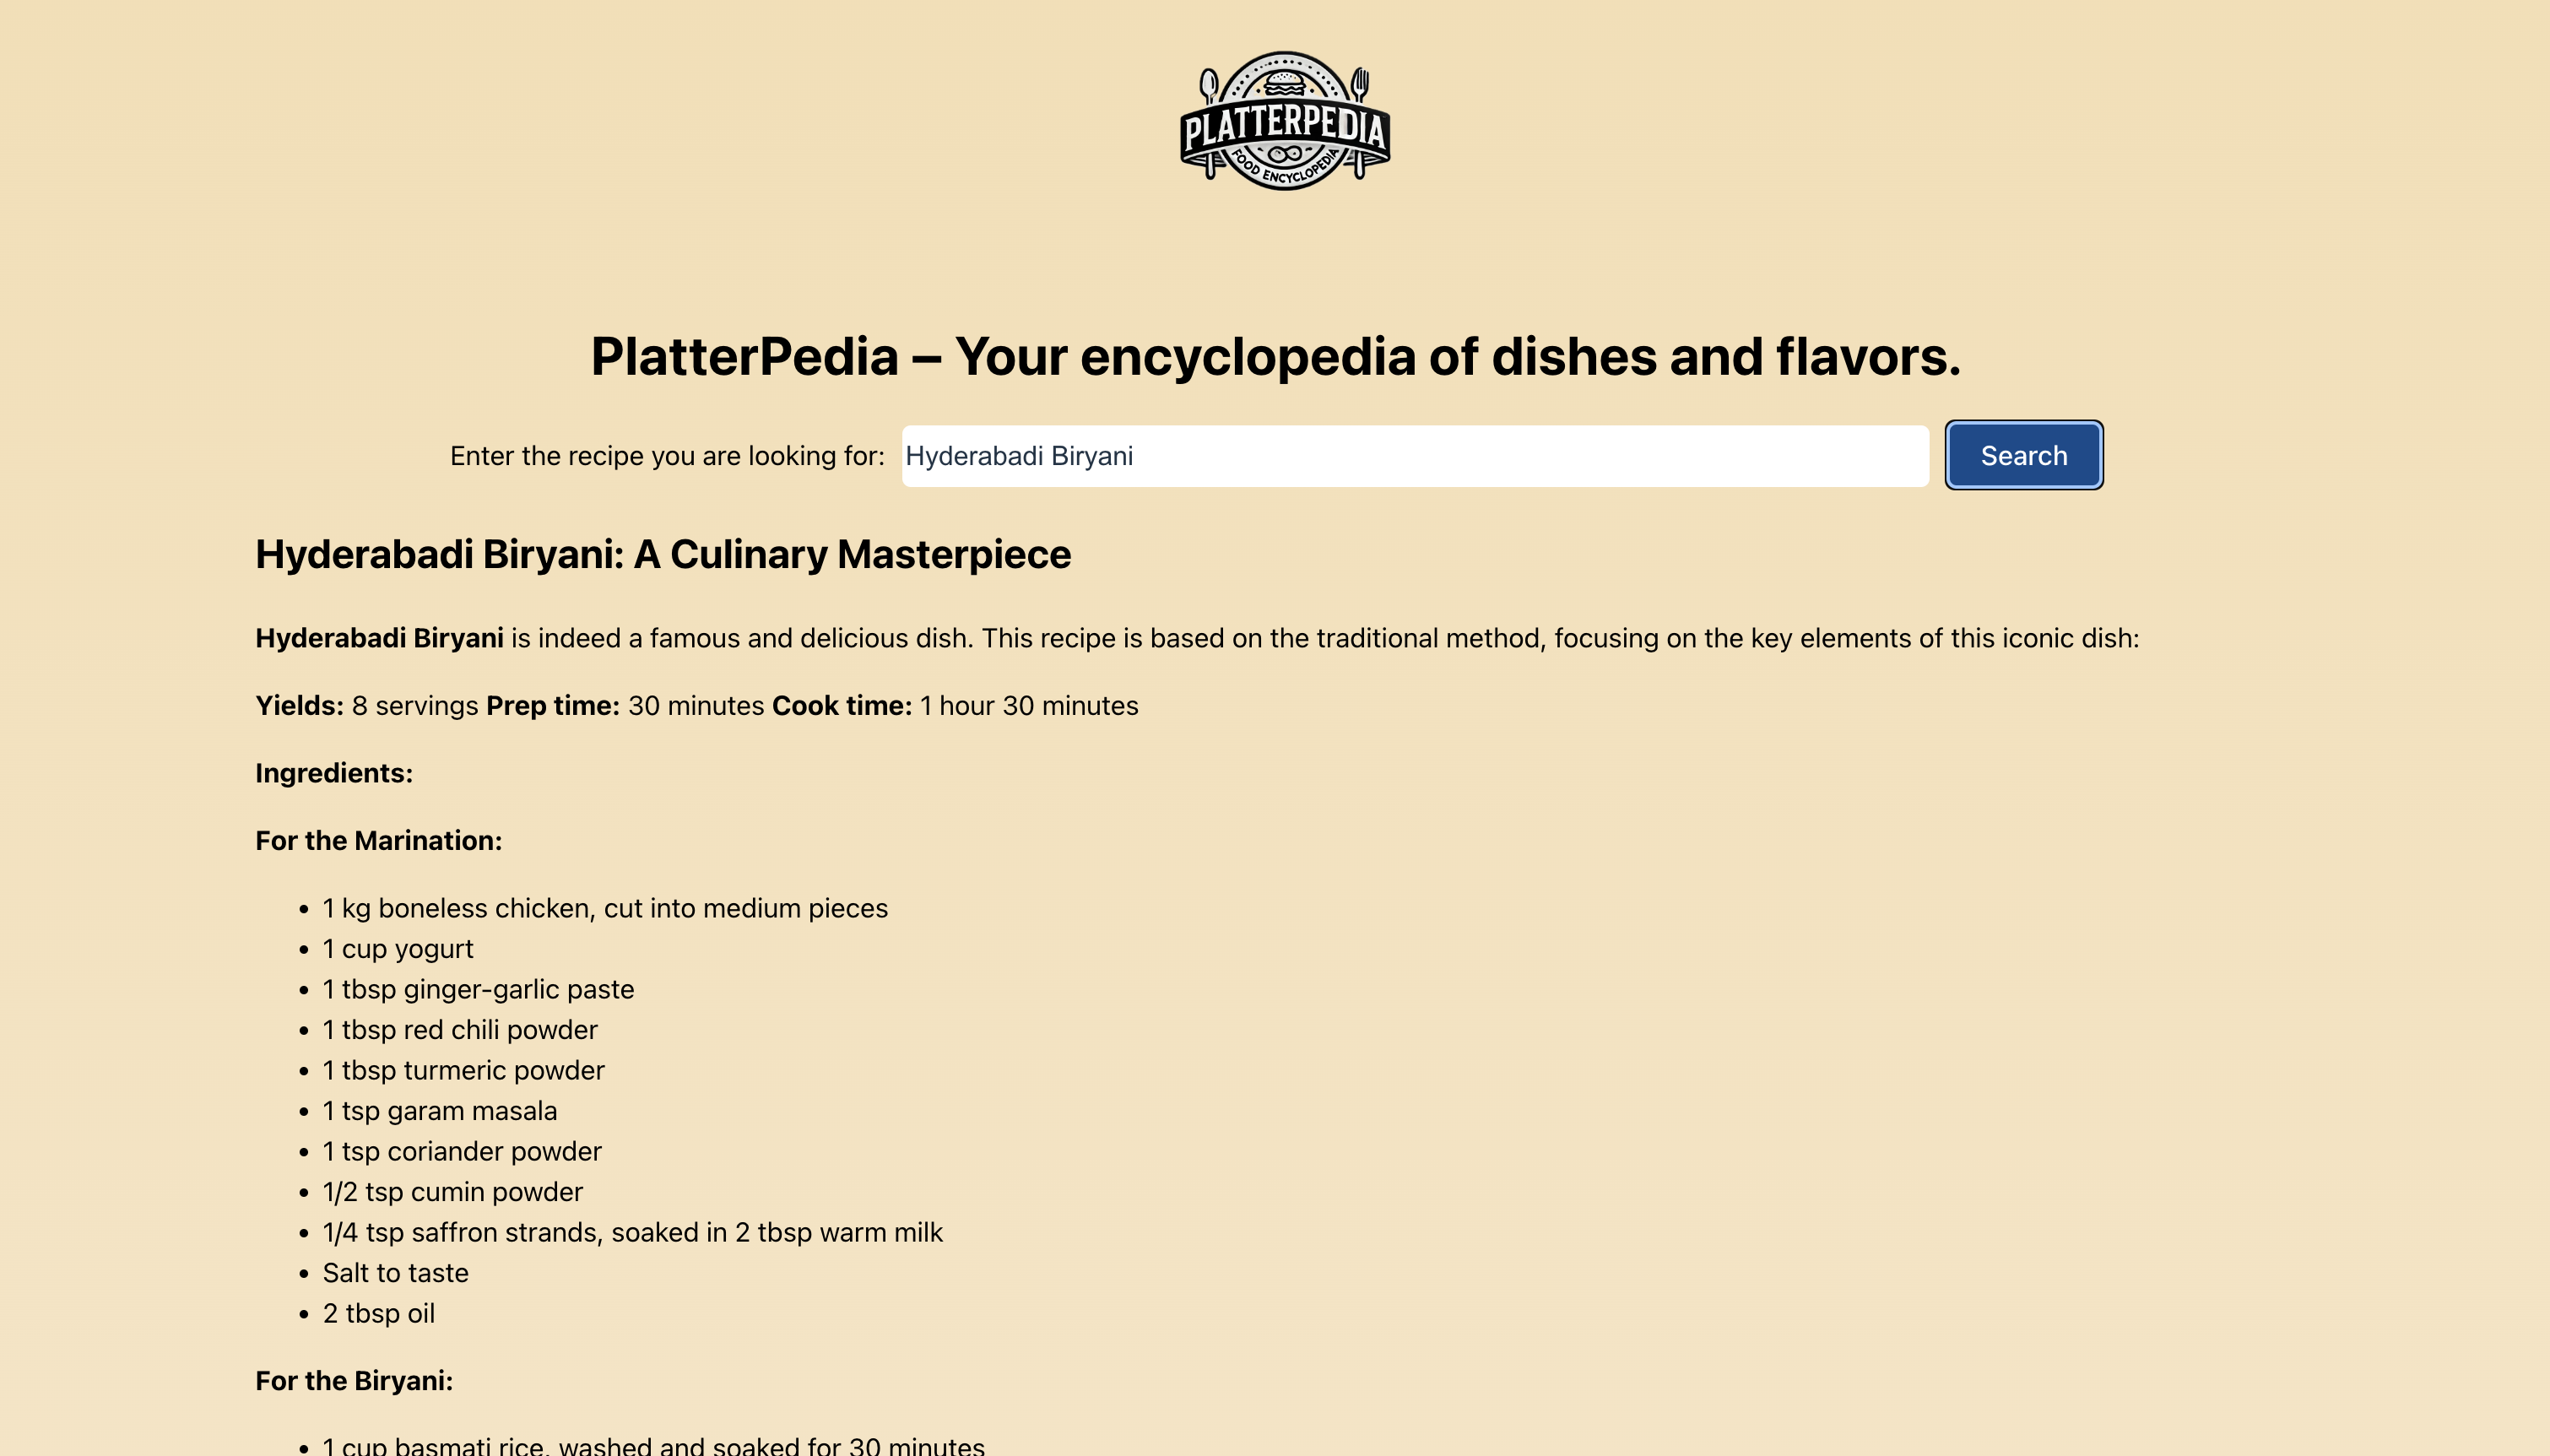 PLATTERPEDIA
FOOD ENCYCLOPEDIA
PlatterPedia – Your encyclopedia of dishes and flavors.
Enter the recipe you are looking for: Hyderabadi Biryani Search
Hyderabadi Biryani: A Culinary Masterpiece
Hyderabadi Biryani is indeed a famous and delicious dish. This recipe is based on the traditional method, focusing on the key elements of this iconic dish:
Yields: 8 servings Prep time: 30 minutes Cook time: 1 hour 30 minutes
Ingredients:
For the Marination:
• 1 kg boneless chicken, cut into medium pieces
• 1 cup yogurt
• 1 tbsp ginger-garlic paste
• 1 tbsp red chili powder
• 1 tbsp turmeric powder
• 1 tsp garam masala
• 1 tsp coriander powder
• 1/2 tsp cumin powder
• 1/4 tsp saffron strands, soaked in 2 tbsp warm milk
• Salt to taste
• 2 tbsp oil
For the Biryani:
• 1 cup basmati rice, washed and soaked for 30 minutes